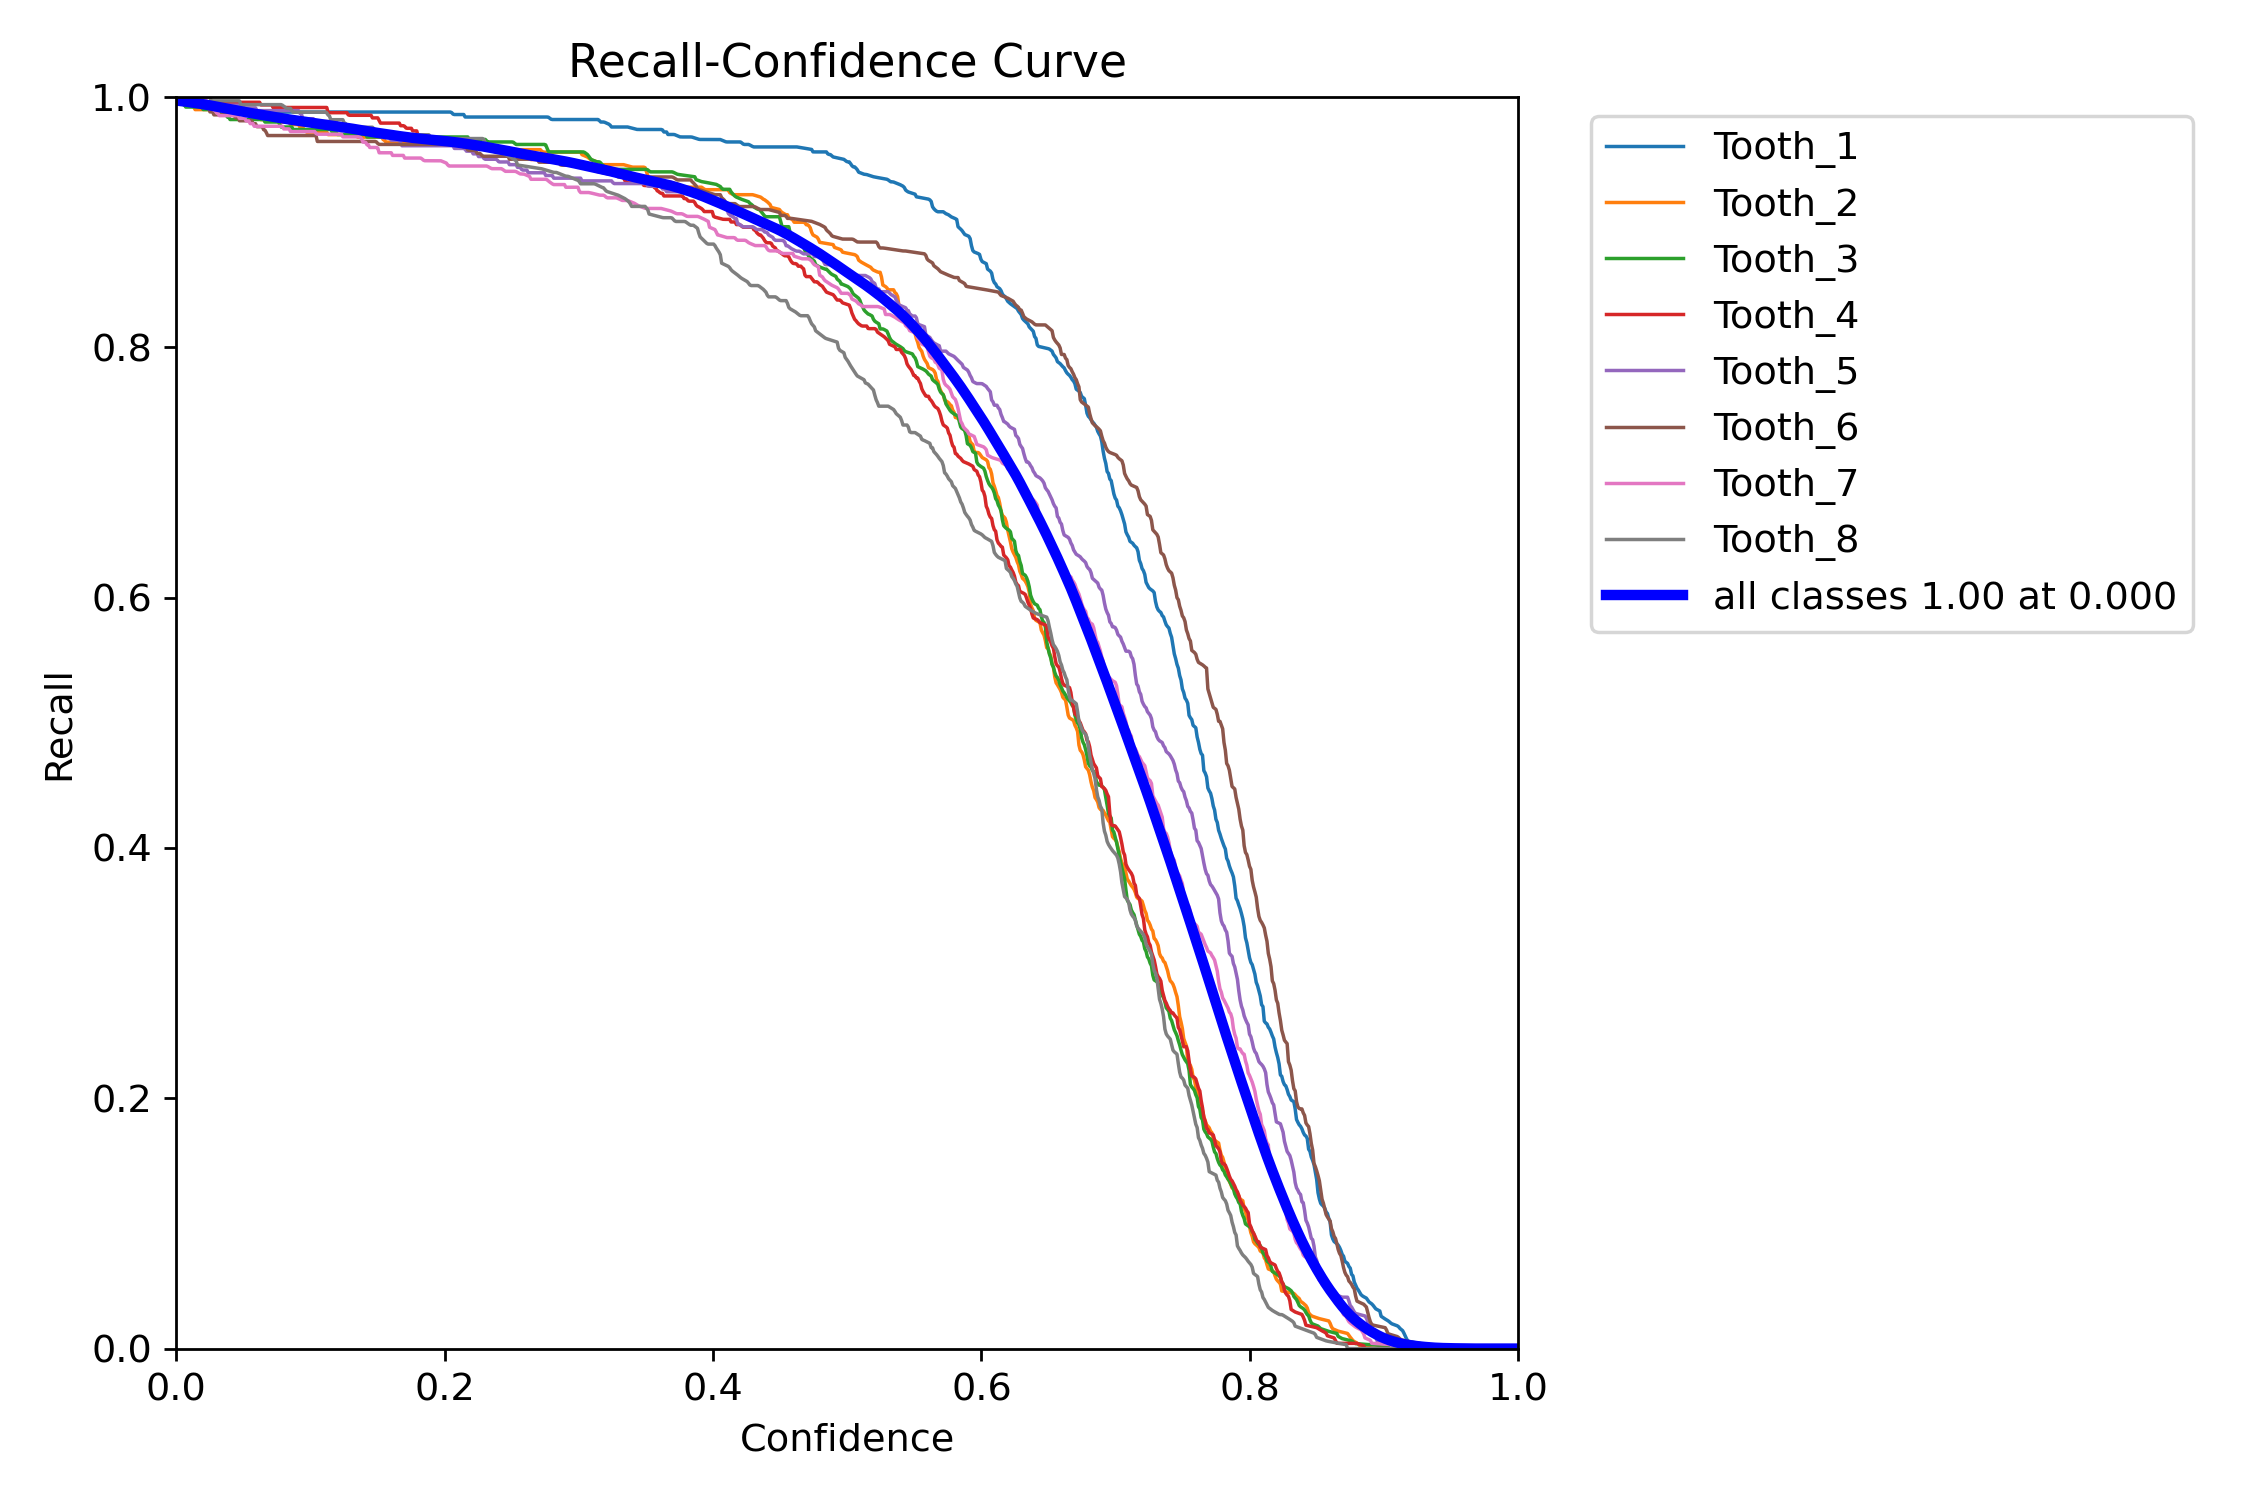 Recall-Confidence Curve
1.0
0.8
0.6
0.4
0.2
0.0
Recall
0.0 0.2 0.4 0.6 0.8 1.0
Confidence
Tooth_1
Tooth_2
Tooth_3
Tooth_4
Tooth_5
Tooth_6
Tooth_7
Tooth_8
all classes 1.00 at 0.000